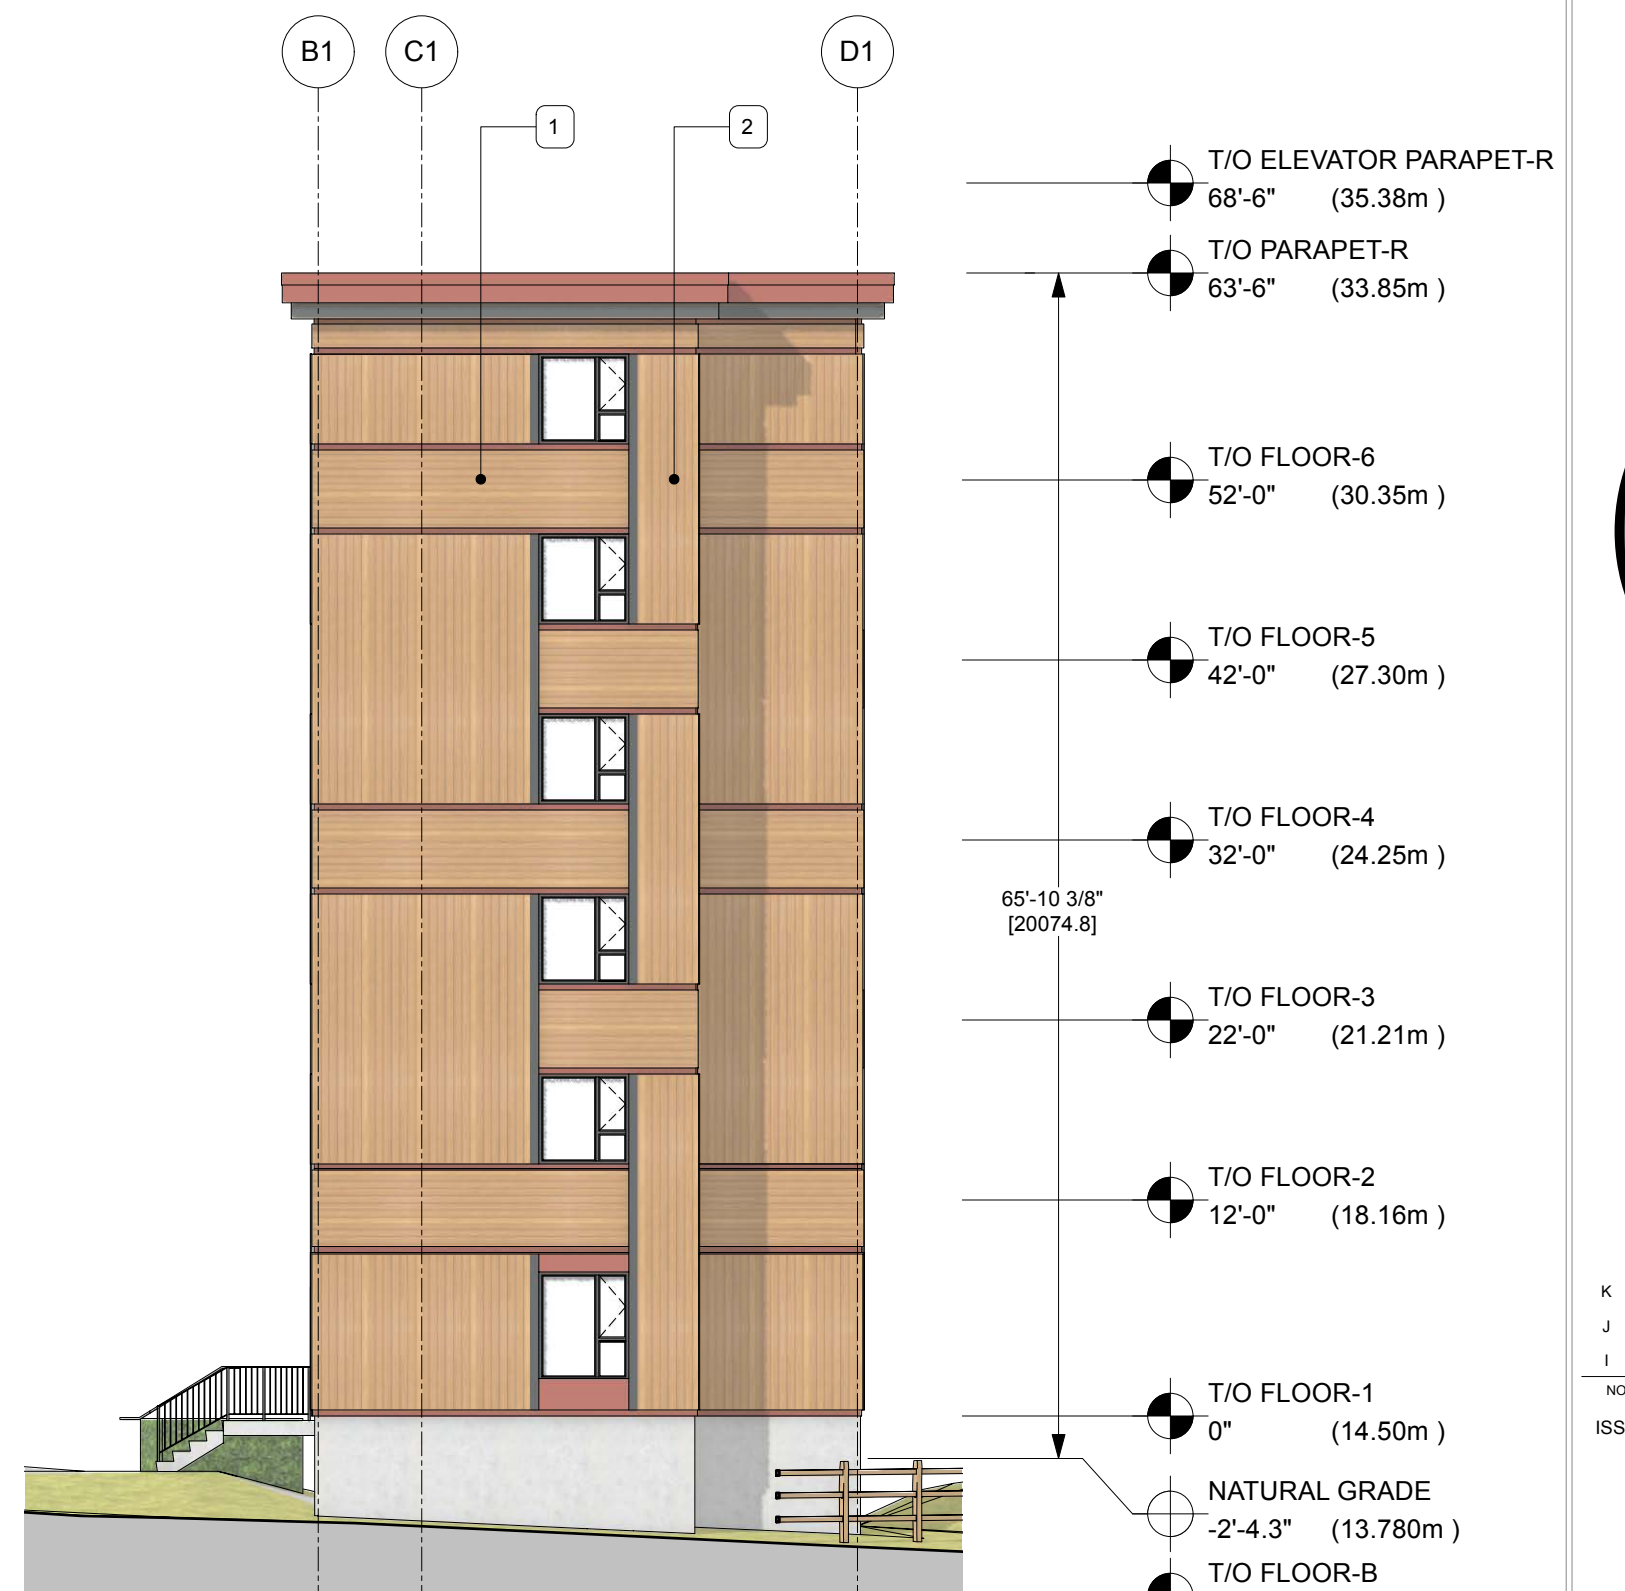 B1
C1
D1
1
2
T/O ELEVATOR PARAPET-R
68'-6" (35.38m )
T/O PARAPET-R
63'-6" (33.85m )
T/O FLOOR-6
52'-0" (30.35m )
T/O FLOOR-5
42'-0" (27.30m )
T/O FLOOR-4
32'-0" (24.25m )
65'-10 3/8"
[20074.8]
T/O FLOOR-3
22'-0" (21.21m )
T/O FLOOR-2
12'-0" (18.16m )
K
J
I
NO
ISS
T/O FLOOR-1
0" (14.50m )
NATURAL GRADE
-2'-4.3" (13.780m )
T/O FLOOR-B